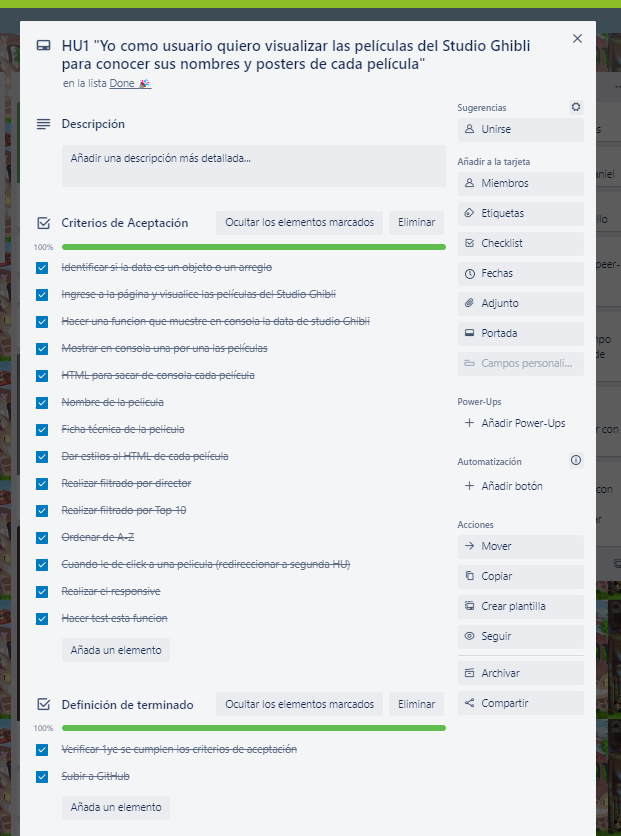 HU1 "Yo como usuario quiero visualizar las películas del Studio Ghibli
para conocer sus nombres y posters de cada película"
en la lista Done 🎉
Descripción
Añadir una descripción más detallada...
Criterios de Aceptación
Ocultar los elementos marcados
Eliminar
100%
Identificar si la data es un objeto o un arreglo
Ingrese a la página y visualice las películas del Studio Ghibli
Hacer una funcion que muestre en consola la data de studio Ghibli
Mostrar en consola una por una las películas
HTML para sacar de consola cada película
Nombre de la pelicula
Ficha técnica de la pelicula
Dar estilos al HTML de cada película
Realizar filtrado por director
Realizar filtrado por Top 10
Ordenar de A-Z
Cuando le de click a una pelicula (redireccionar a segunda HU)
Realizar el responsive
Hacer test esta funcion
Añada un elemento
Definición de terminado
Ocultar los elementos marcados
Eliminar
100%
Verificar 1ye se cumplen los criterios de aceptación
Subir a GitHub
Añada un elemento
Sugerencias
Unirse
Añadir a la tarjeta
Miembros
Etiquetas
Checklist
Fechas
Adjunto
Portada
Campos personali...
Power-Ups
+ Añadir Power-Ups
Automatización
+ Añadir botón
Acciones
Mover
Copiar
Crear plantilla
Seguir
Archivar
Compartir